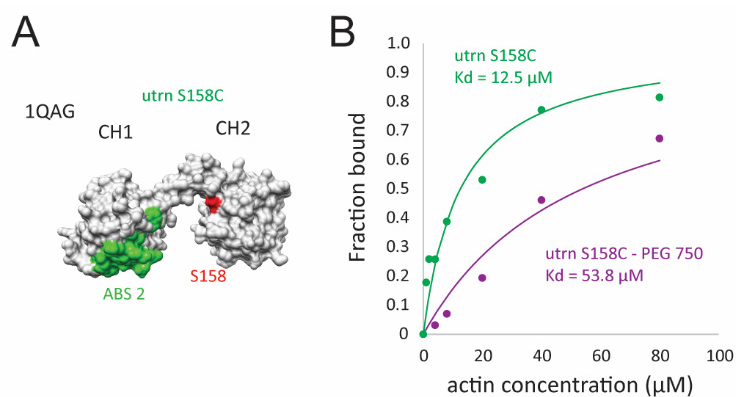 A
utrn S158C
1QAG
CH1
CH2
ABS 2
S158
B
1.0
0.9
0.8
0.7
0.6
0.5
0.4
0.3
0.2
0.1
0
Fraction bound
utrn S158C
Kd = 12.5 μM
utrn S158C - PEG 750
Kd = 53.8 μM
0
20
40
60
80
100
actin concentration (μM)